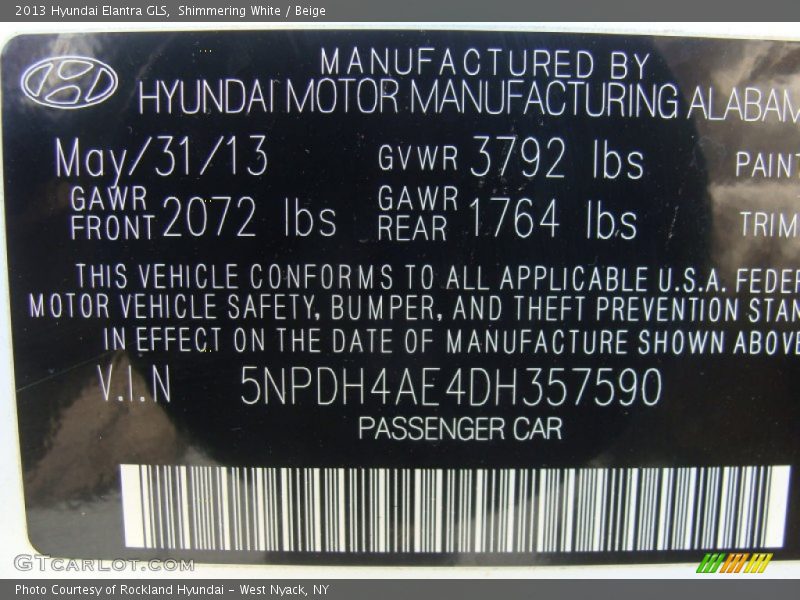 2013 Hyundai Elantra GLS,  Shimmering White / Beige
MANUFACTURED BY
HYUNDAI MOTOR MANUFACTURING ALABAM
May/31/13 GVWR 3792 lbs PAINT
GAWR FRONT 2072 lbs GAWR REAR 1764 lbs TRIM
THIS VEHICLE CONFORMS TO ALL APPLICABLE U.S.A. FEDER
MOTOR VEHICLE SAFETY, BUMPER, AND THEFT PREVENTION STAN
IN EFFECT ON THE DATE OF MANUFACTURE SHOWN ABOVE
V.I.N 5NPDH4AE4DH357590
PASSENGER CAR
GTCARLOT.COM
Photo Courtesy of Rockland Hyundai - West Nyack, NY